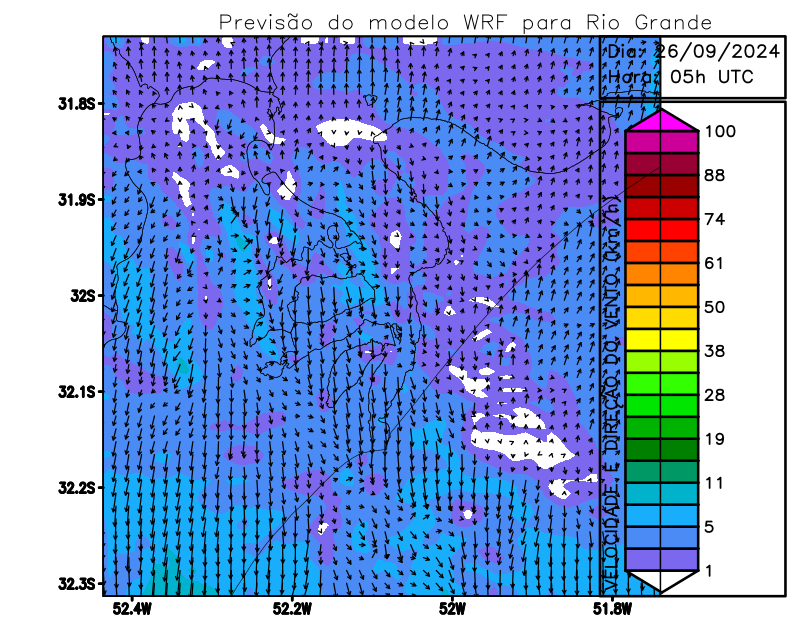 Previsão do modelo WRF para Rio Grande
Dia: 26/09/2024
Hora: 05h UTC
31.8S
31.9S
32S
32.1S
32.2S
32.3S
52.4W
52.2W
52W
51.8W
VELOCIDADE E DIREÇÃO DO VENTO (km/h)
100
88
74
61
50
38
28
19
11
5
1